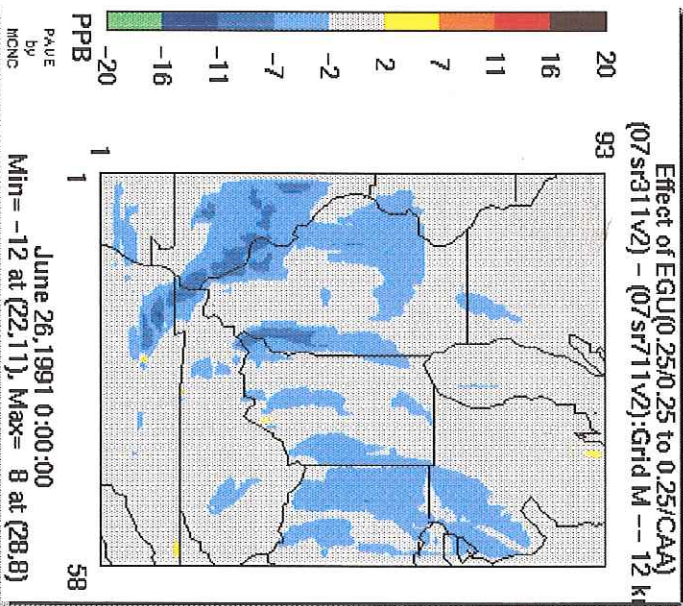 Effect of EGU(0.25/0.25 to 0.25/CAA)
(07sr311v2) - (07sr711v2):Grid M -- 12 k
20
16
11
7
2
-2
-7
-11
-16
-20
PPB
PAVE
by
MCNC
93
1
1
58
June 26,1991 0:00:00
Min= -12 at (22,11), Max= 8 at (28,8)